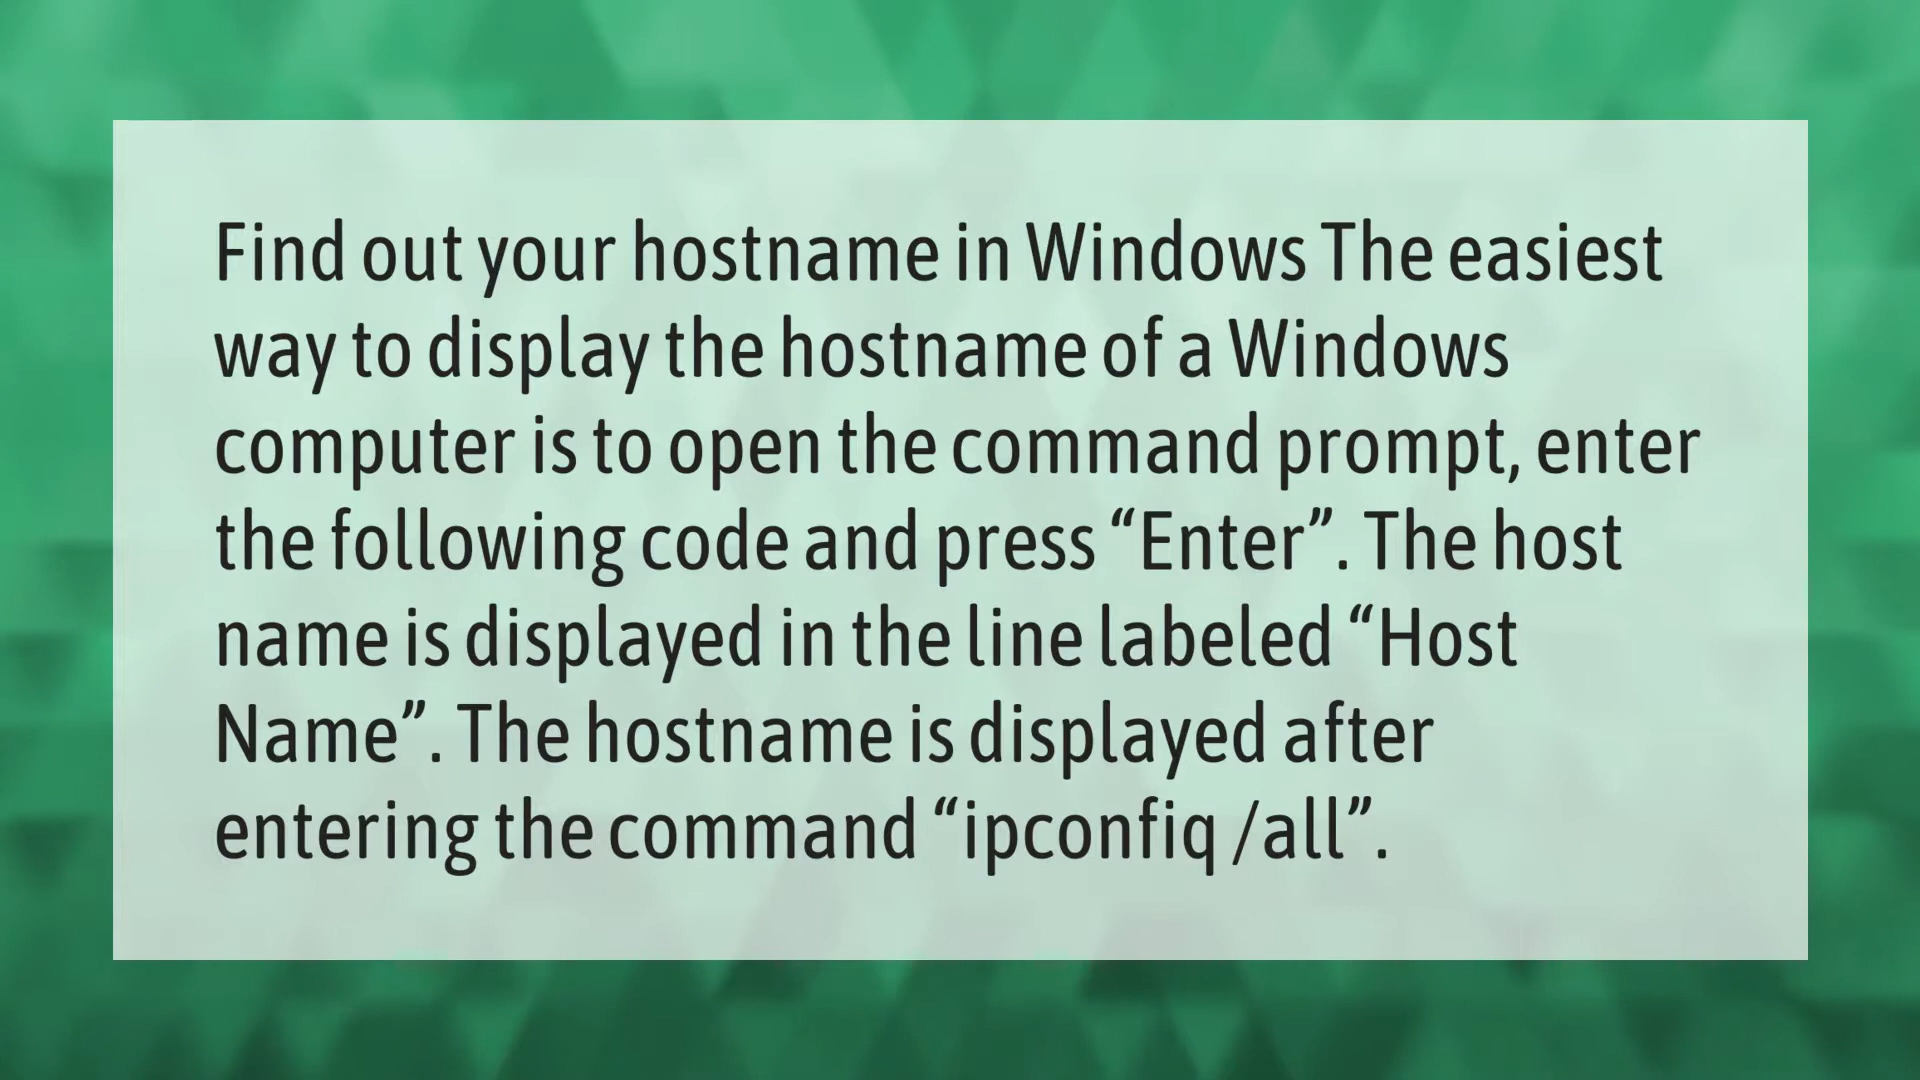 Find out your hostname in Windows The easiest
way to display the hostname of a Windows
computer is to open the command prompt, enter
the following code and press “Enter”. The host
name is displayed in the line labeled “Host
Name”. The hostname is displayed after
entering the command “ipconfiq /all”.